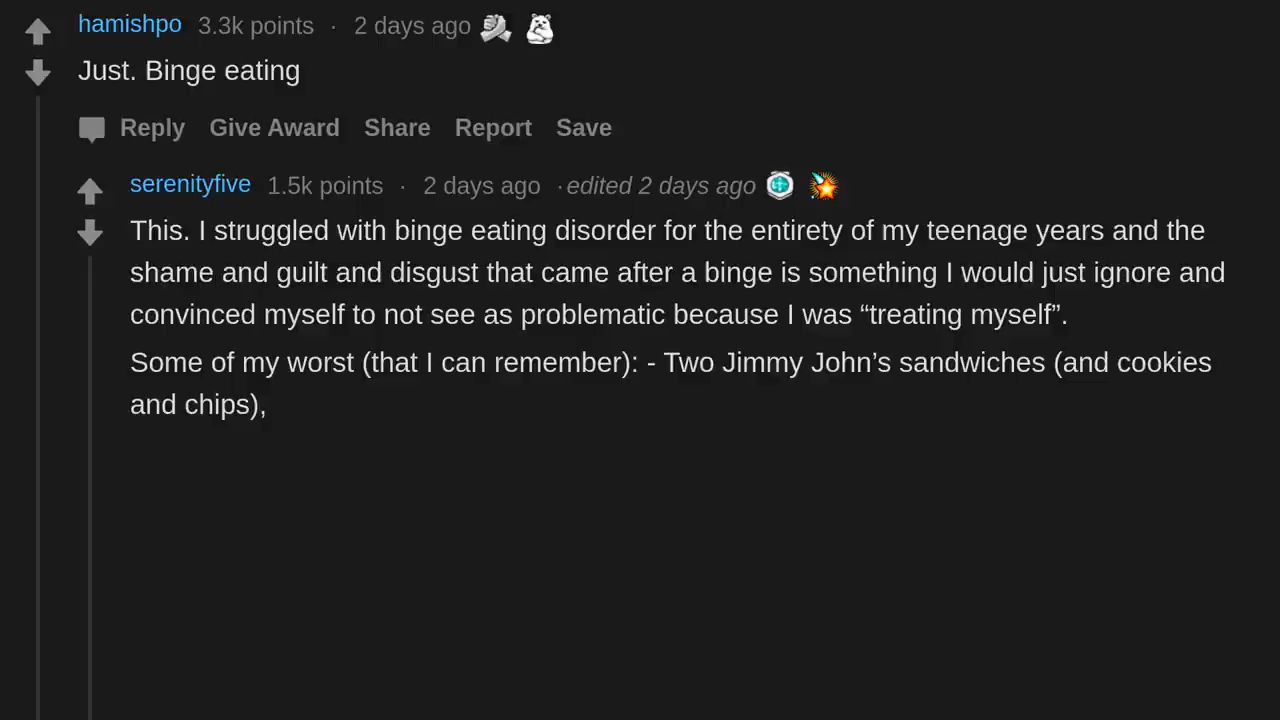 hamishpo 3.3k points · 2 days ago
Just. Binge eating
Reply Give Award Share Report Save
serenityfive 1.5k points · 2 days ago · edited 2 days ago
This. I struggled with binge eating disorder for the entirety of my teenage years and the
shame and guilt and disgust that came after a binge is something I would just ignore and
convinced myself to not see as problematic because I was “treating myself”.
Some of my worst (that I can remember): - Two Jimmy John’s sandwiches (and cookies
and chips),